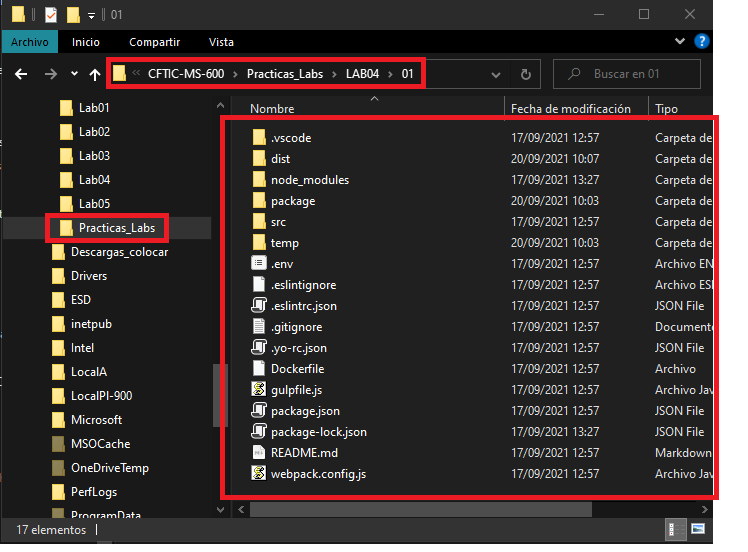 01
Archivo Inicio Compartir Vista
« CFTIC-MS-600 › Practicas_Labs › LAB04 › 01
Buscar en 01
Lab01
Lab02
Lab03
Lab04
Lab05
Practicas_Labs
Descargas_colocar
Drivers
ESD
inetpub
Intel
LocalA
LocalPI-900
Microsoft
MSOCache
OneDriveTemp
PerfLogs
ProgramData
Nombre Fecha de modificación Tipo
.vscode 17/09/2021 12:57 Carpeta de
dist 20/09/2021 10:07 Carpeta de
node_modules 17/09/2021 13:27 Carpeta de
package 20/09/2021 10:03 Carpeta de
src 17/09/2021 12:57 Carpeta de
temp 20/09/2021 10:03 Carpeta de
.env 17/09/2021 12:57 Archivo EN
.eslintignore 17/09/2021 12:57 Archivo ESI
.eslintrc.json 17/09/2021 12:57 JSON File
.gitignore 17/09/2021 12:57 Documento
.yo-rc.json 17/09/2021 12:57 JSON File
Dockerfile 17/09/2021 12:57 Archivo
gulpfile.js 17/09/2021 12:57 Archivo Jav
package.json 17/09/2021 12:57 JSON File
package-lock.json 17/09/2021 13:27 JSON File
README.md 17/09/2021 12:57 Markdown
webpack.config.js 17/09/2021 12:57 Archivo Jav
17 elementos